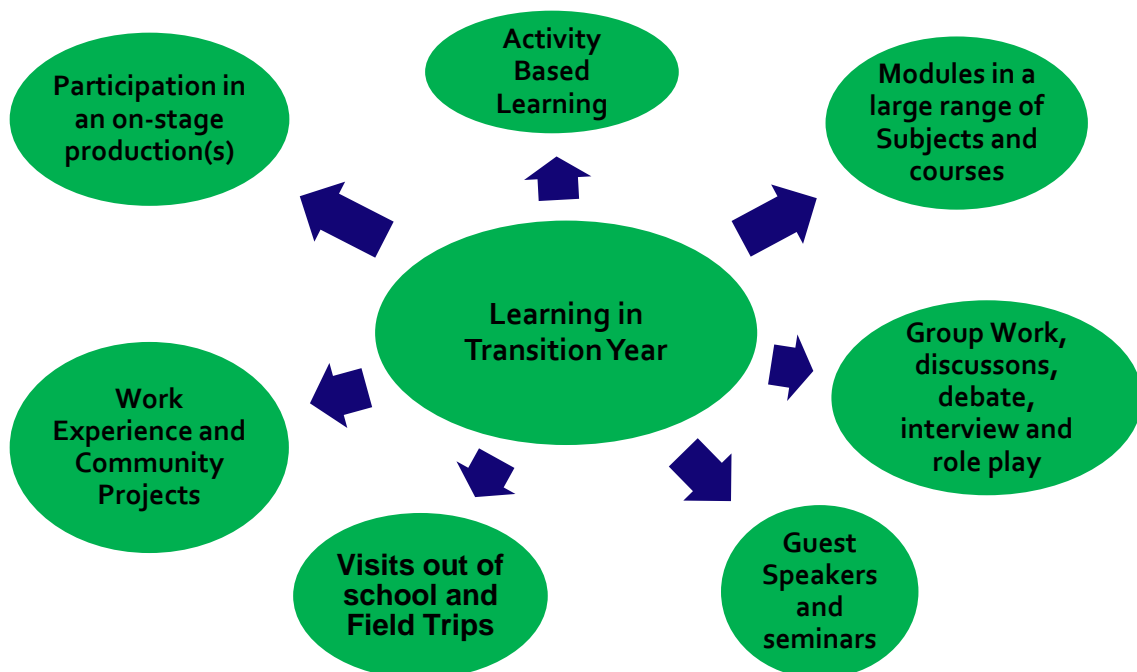 Activity
Based
Learning
Participation in
an on-stage
production(s)
Modules in a
large range of
Subjects and
courses
Learning in
Transition Year
Group Work,
discussons,
debate,
interview and
role play
Work
Experience and
Community
Projects
Visits out of
school and
Field Trips
Guest
Speakers
and
seminars